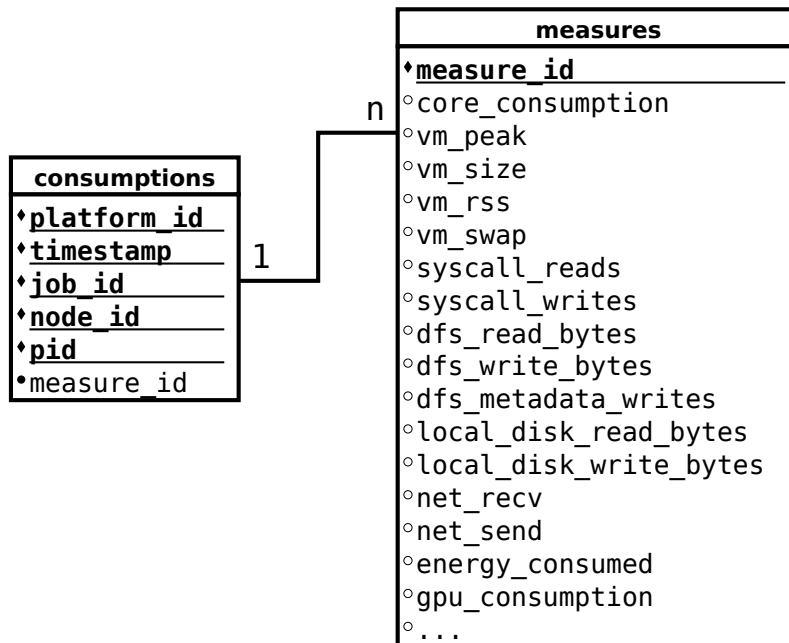 consumptions
platform_id
timestamp
job_id
node_id
pid
measure_id
1
n
measures
measure_id
core_consumption
vm_peak
vm_size
vm_rss
vm_swap
syscall_reads
syscall_writes
dfs_read_bytes
dfs_write_bytes
dfs_metadata_writes
local_disk_read_bytes
local_disk_write_bytes
net_recv
net_send
energy_consumed
gpu_consumption
...